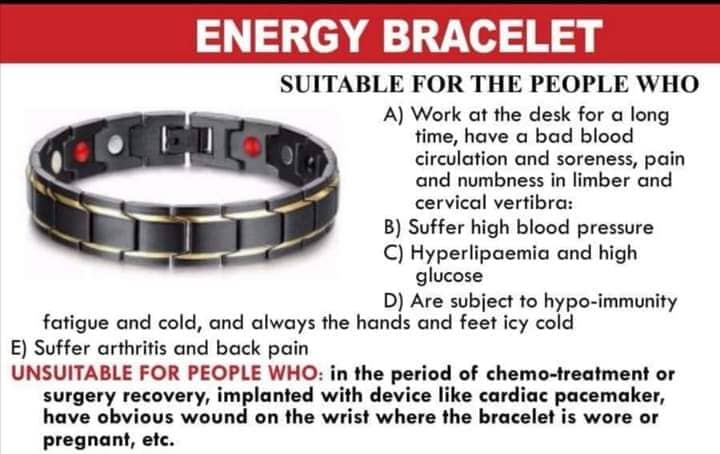 ENERGY BRACELET
SUITABLE FOR THE PEOPLE WHO
A) Work at the desk for a long
time, have a bad blood
circulation and soreness, pain
and numbness in limber and
cervical vertibra:
B) Suffer high blood pressure
C) Hyperlipaemia and high
glucose
D) Are subject to hypo-immunity
fatigue and cold, and always the hands and feet icy cold
E) Suffer arthritis and back pain
UNSUITABLE FOR PEOPLE WHO: in the period of chemo-treatment or
surgery recovery, implanted with device like cardiac pacemaker,
have obvious wound on the wrist where the bracelet is wore or
pregnant, etc.